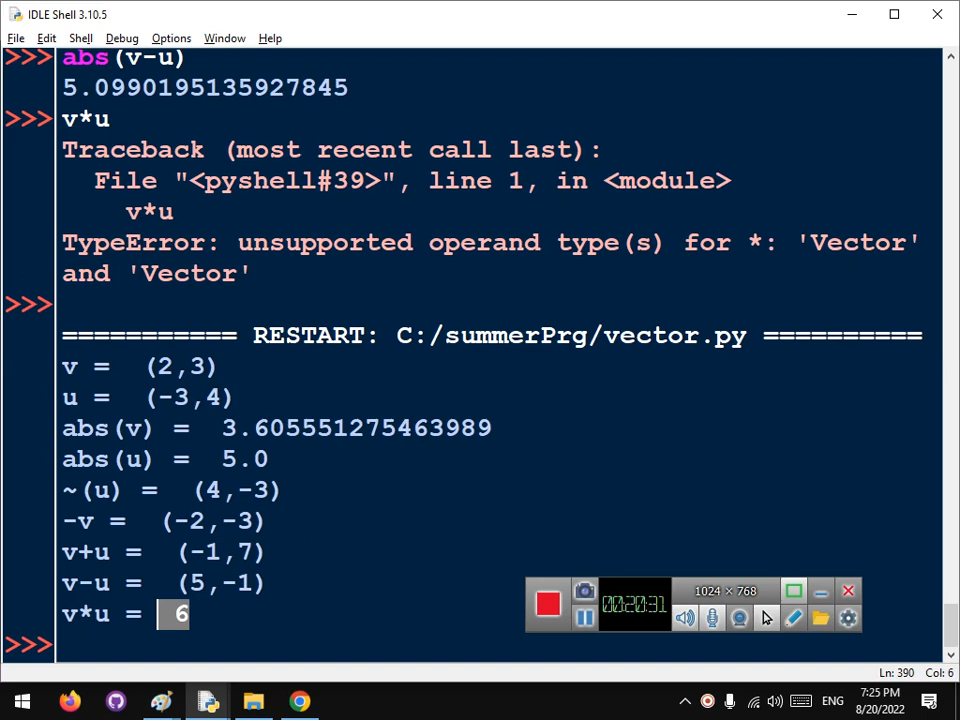 IDLE Shell 3.10.5
File Edit Shell Debug Options Window Help
>>> abs(v-u)
5.0990195135927845
>>> v*u
Traceback (most recent call last):
  File "<pyshell#39>", line 1, in <module>
    v*u
TypeError: unsupported operand type(s) for *: 'Vector'
and 'Vector'
>>>
=========== RESTART: C:/summerPrg/vector.py ==========
v =  (2,3)
u =  (-3,4)
abs(v) =  3.605551275463989
abs(u) =  5.0
~(u) =  (4,-3)
-v =  (-2,-3)
v+u =  (-1,7)
v-u =  (5,-1)
v*u =  6
>>>
1024 × 768
00:20:31
Ln: 390 Col: 6
ENG
7:25 PM
8/20/2022